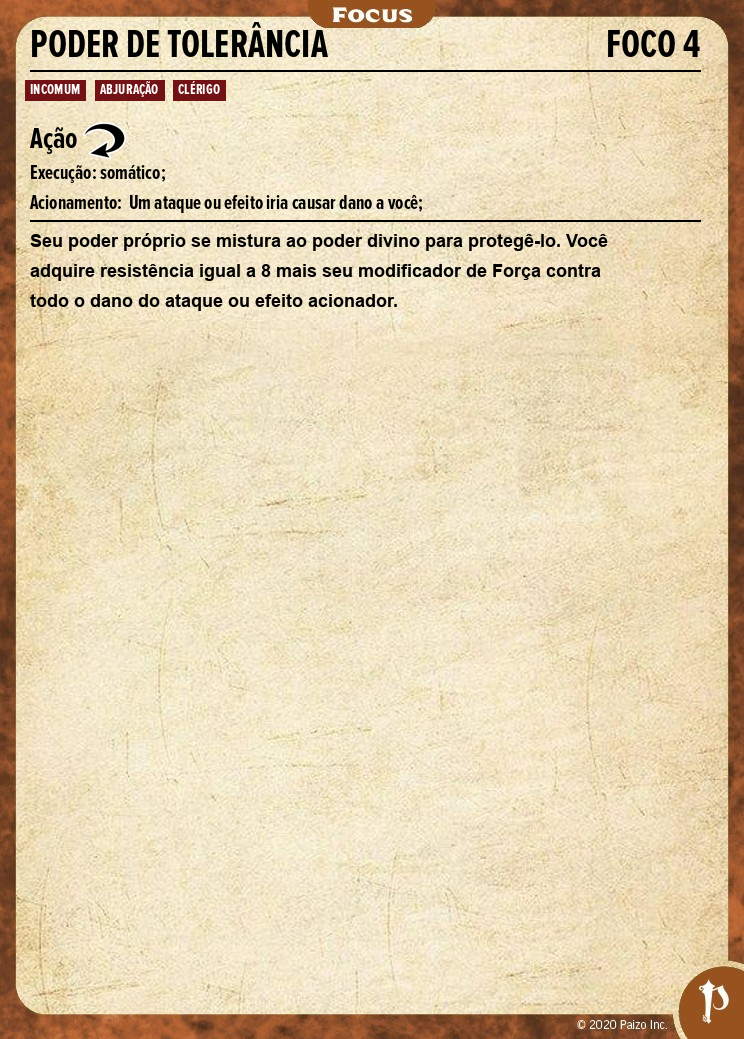 Focus
PODER DE TOLERÂNCIA FOCO 4
INCOMUM ABJURAÇÃO CLÉRIGO
Ação
Execução: somático;
Acionamento: Um ataque ou efeito iria causar dano a você;
Seu poder próprio se mistura ao poder divino para protegê-lo. Você
adquire resistência igual a 8 mais seu modificador de Força contra
todo o dano do ataque ou efeito acionador.
© 2020 Paizo Inc.